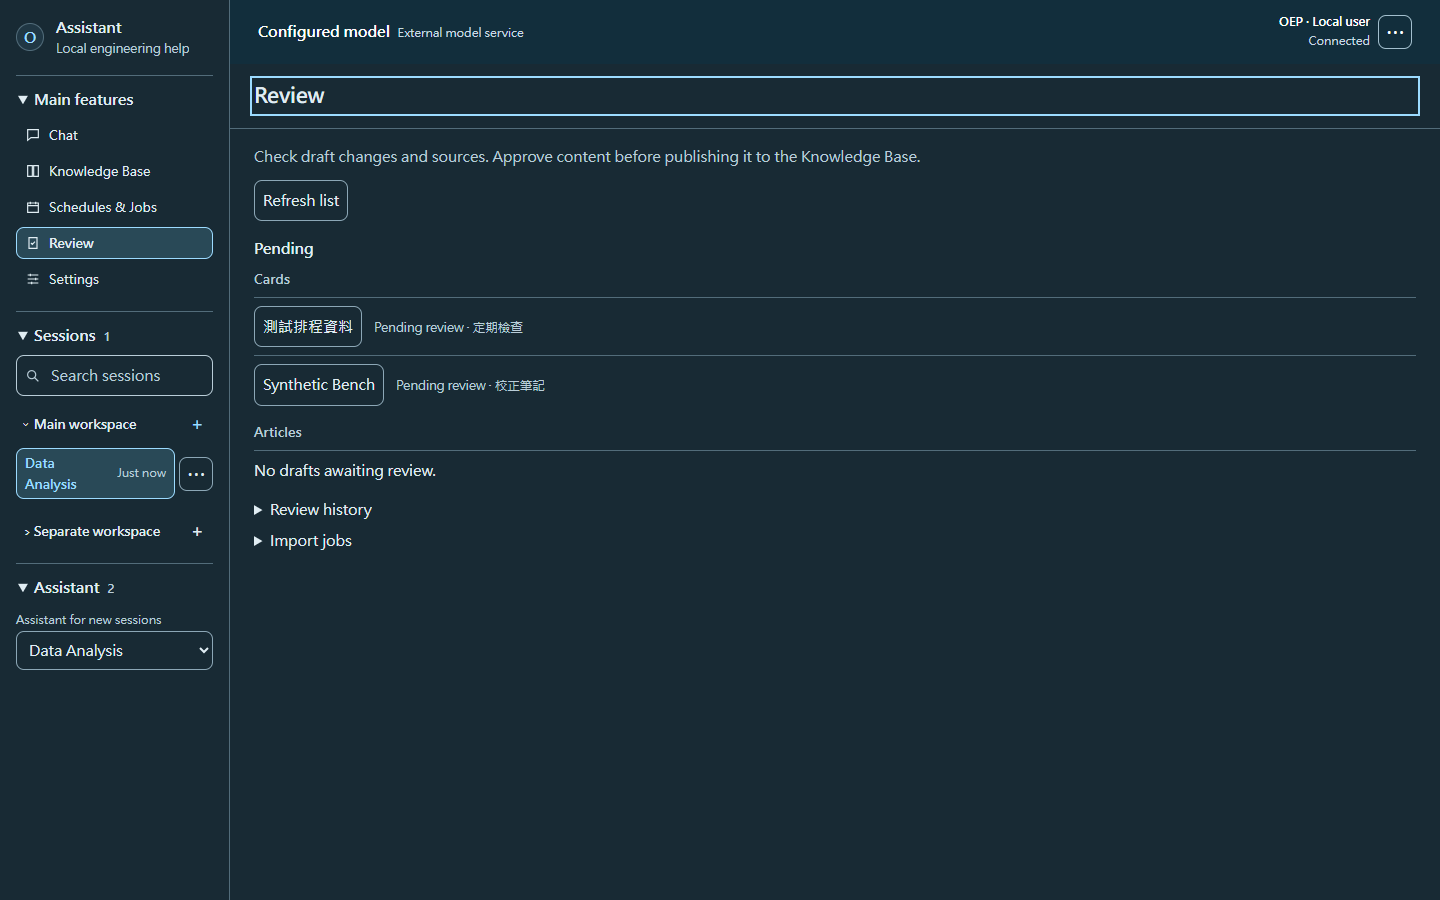 O
Assistant
Local engineering help
Main features
Chat
Knowledge Base
Schedules & Jobs
Review
Settings
Sessions 1
Search sessions
Main workspace +
Data
Analysis
Just now
...
Separate workspace +
Assistant 2
Assistant for new sessions
Data Analysis
Configured model External model service
OEP · Local user
Connected
...
Review
Check draft changes and sources. Approve content before publishing it to the Knowledge Base.
Refresh list
Pending
Cards
測試排程資料 Pending review · 定期檢查
Synthetic Bench Pending review · 校正筆記
Articles
No drafts awaiting review.
Review history
Import jobs